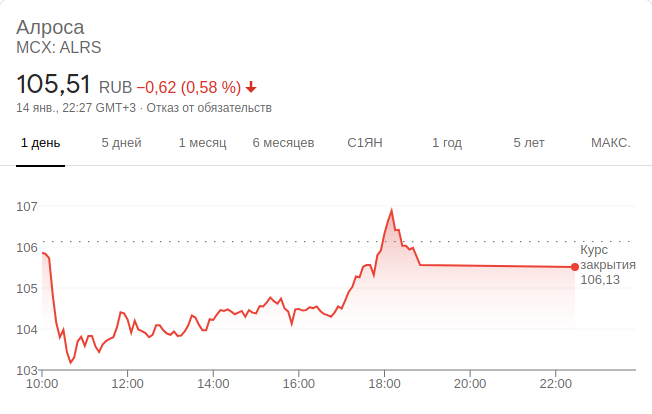 Алроса
MCX: ALRS
105,51 RUB −0,62 (0,58 %)
14 янв., 22:27 GMT+3 · Отказ от обязательств
1 день 5 дней 1 месяц 6 месяцев С1ЯН 1 год 5 лет МАКС.
107
106
105
104
103
Курс
закрытия
106,13
10:00 12:00 14:00 16:00 18:00 20:00 22:00